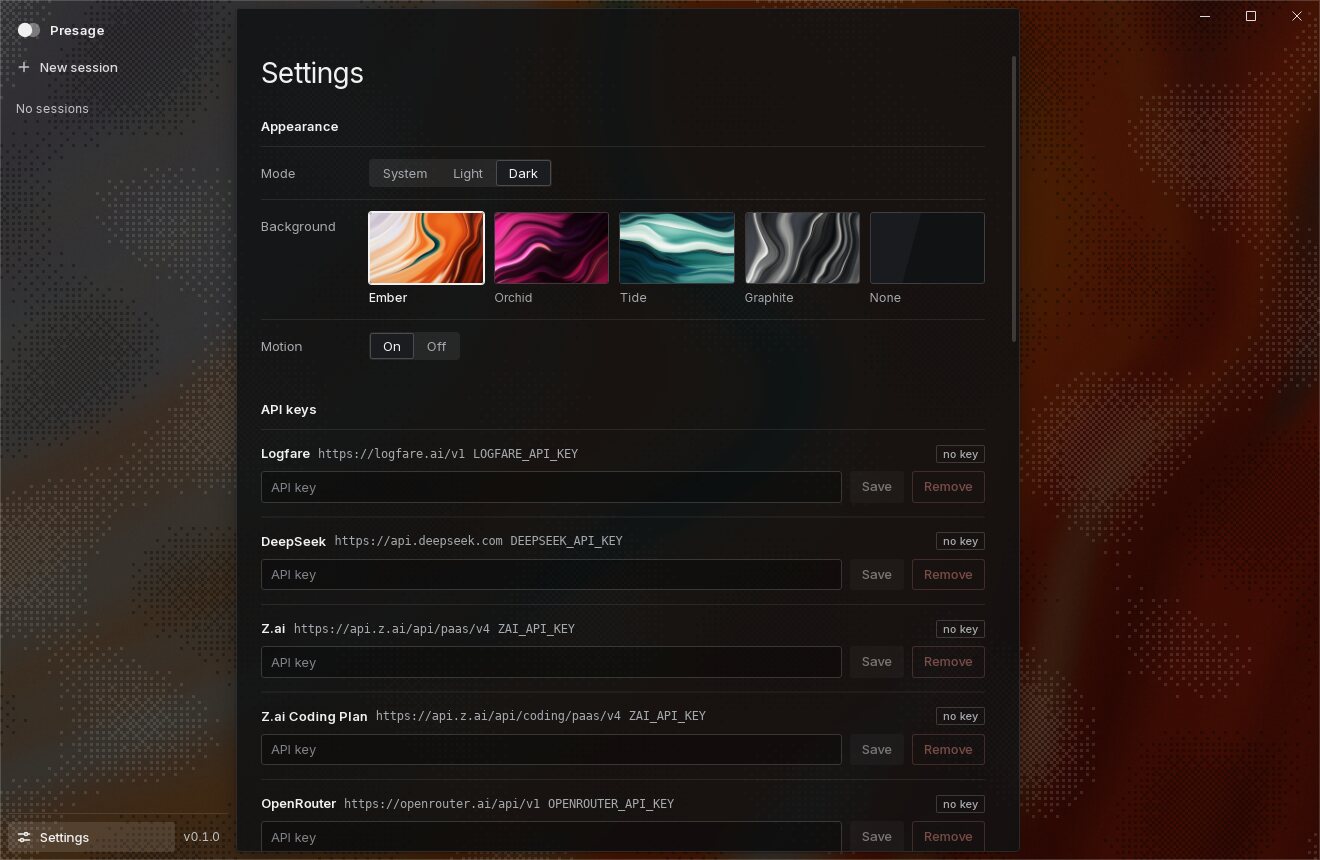 Presage
New session
No sessions
Settings
Appearance
Mode System Light Dark
Background
Ember Orchid Tide Graphite None
Motion On Off
API keys
Logfare https://logfare.ai/v1 LOGFARE_API_KEY no key
API key Save Remove
DeepSeek https://api.deepseek.com DEEPSEEK_API_KEY no key
API key Save Remove
Z.ai https://api.z.ai/api/paas/v4 ZAI_API_KEY no key
API key Save Remove
Z.ai Coding Plan https://api.z.ai/api/coding/paas/v4 ZAI_API_KEY no key
API key Save Remove
OpenRouter https://openrouter.ai/api/v1 OPENROUTER_API_KEY no key
API key Save Remove
Settings v0.1.0